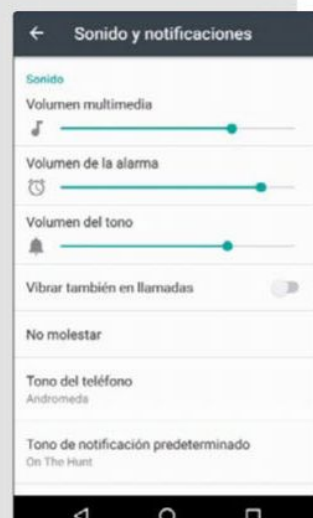 Sonido y notificaciones
Sonido
Volumen multimedia
Volumen de la alarma
Volumen del tono
Vibrar también en llamadas
No molestar
Tono del teléfono
Andromeda
Tono de notificación predeterminado
On The Hunt